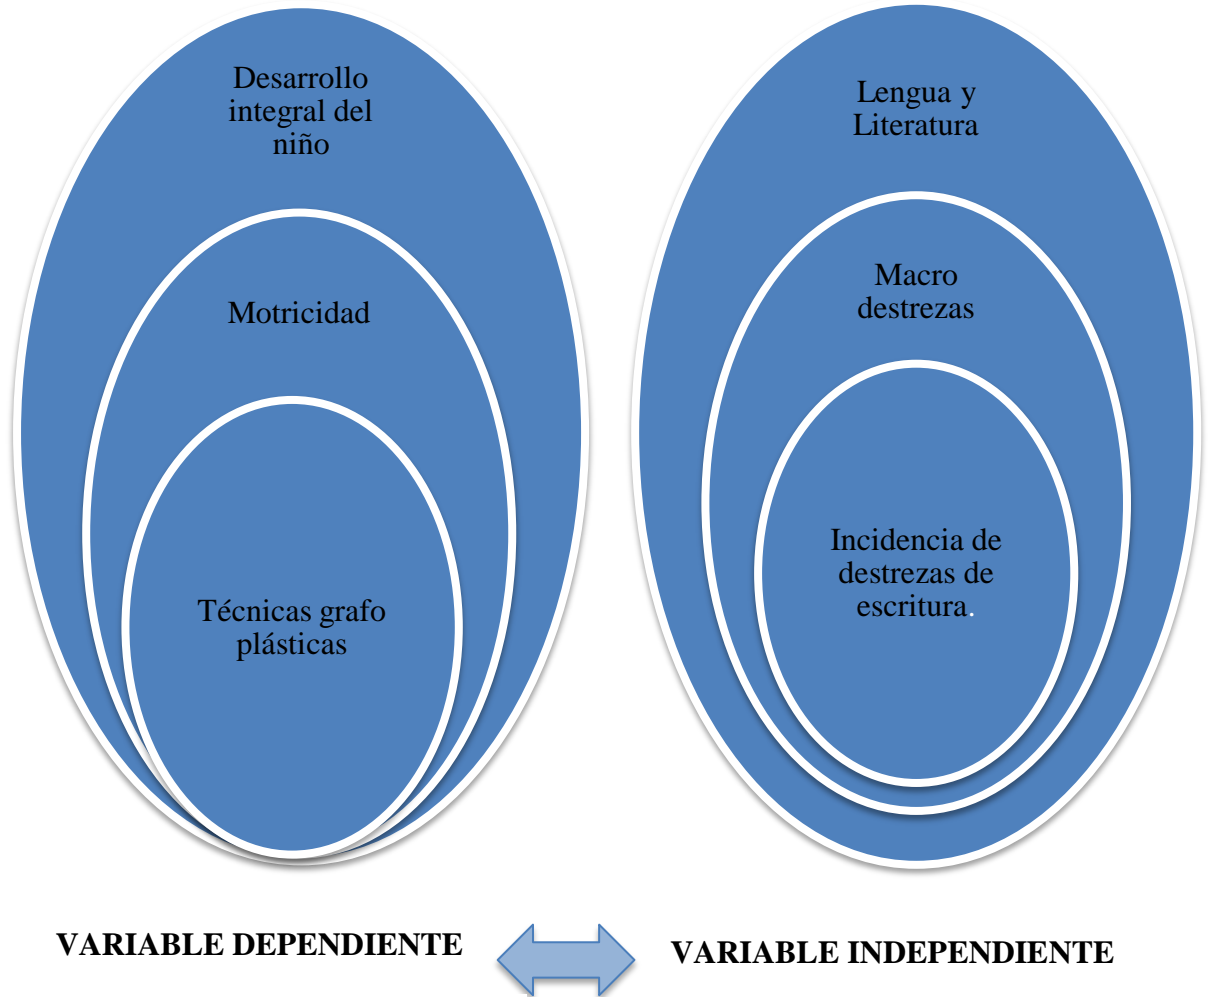 Desarrollo
integral del
niño
Motricidad
Técnicas grafo
plásticas
Lengua y
Literatura
Macro
destrezas
Incidencia de
destrezas de
escritura.
VARIABLE DEPENDIENTE
VARIABLE INDEPENDIENTE